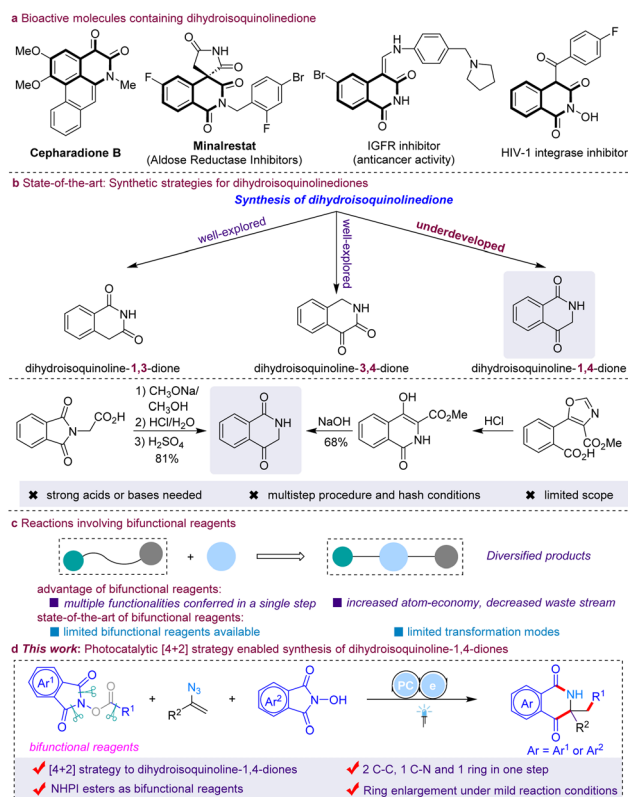 a Bioactive molecules containing dihydroisoquinolinedione
MeO
MeO
O
O
N
Me
Cepharadione B
O
NH
O
F
O
N
O
Br
F
Minalrestat
(Aldose Reductase Inhibitors)
HN
N
Br
O
NH
O
IGFR inhibitor
(anticancer activity)
F
O
O
N
OH
O
HIV-1 integrase inhibitor
b State-of-the-art: Synthetic strategies for dihydroisoquinolinediones
Synthesis of dihydroisoquinolinedione
well-explored
well-explored
underdeveloped
O
NH
O
dihydroisoquinoline-1,3-dione
NH
O
O
dihydroisoquinoline-3,4-dione
O
NH
O
dihydroisoquinoline-1,4-dione
O
N
CO2H
O
1) CH3ONa/
CH3OH
2) HCl/H2O
3) H2SO4
81%
O
NH
O
NaOH
68%
OH
CO2Me
NH
O
HCl
O
N
CO2Me
CO2H
✖ strong acids or bases needed ✖ multistep procedure and hash conditions ✖ limited scope
c Reactions involving bifunctional reagents
+
Diversified products
advantage of bifunctional reagents:
■ multiple functionalities conferred in a single step ■ increased atom-economy, decreased waste stream
state-of-the-art of bifunctional reagents:
■ limited bifunctional reagents available ■ limited transformation modes
d This work: Photocatalytic [4+2] strategy enabled synthesis of dihydroisoquinoline-1,4-diones
Ar1
O
N
O
O
O
R1
bifunctional reagents
+
N3
R2
+
Ar2
O
N-OH
O
PC
e
Ar
O
NH
R1
R2
O
Ar = Ar1 or Ar2
✔ [4+2] strategy to dihydroisoquinoline-1,4-diones ✔ 2 C-C, 1 C-N and 1 ring in one step
✔ NHPI esters as bifunctional reagents ✔ Ring enlargement under mild reaction conditions